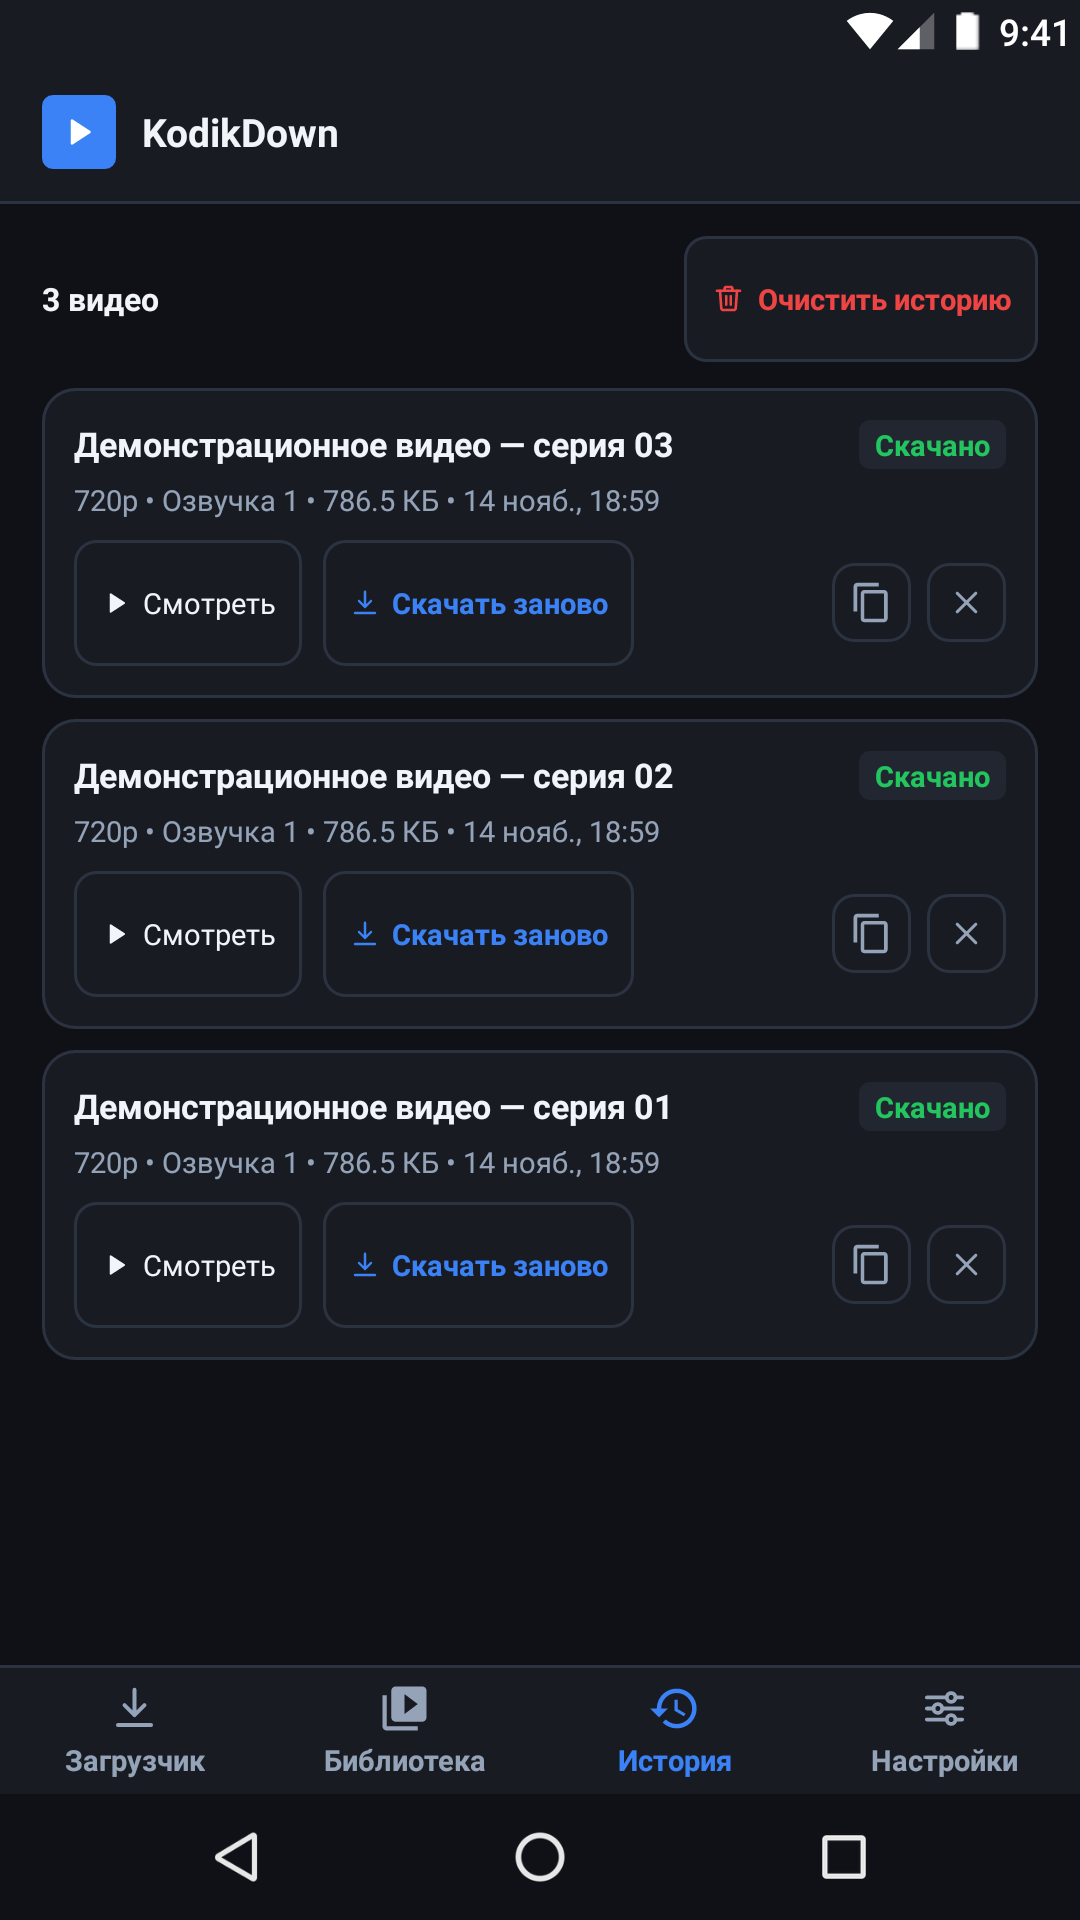 9:41
KodikDown
3 видео
Очистить историю
Демонстрационное видео — серия 03
Скачано
720p • Озвучка 1 • 786.5 КБ • 14 нояб., 18:59
Смотреть
Скачать заново
Демонстрационное видео — серия 02
Скачано
720p • Озвучка 1 • 786.5 КБ • 14 нояб., 18:59
Смотреть
Скачать заново
Демонстрационное видео — серия 01
Скачано
720p • Озвучка 1 • 786.5 КБ • 14 нояб., 18:59
Смотреть
Скачать заново
Загрузчик
Библиотека
История
Настройки